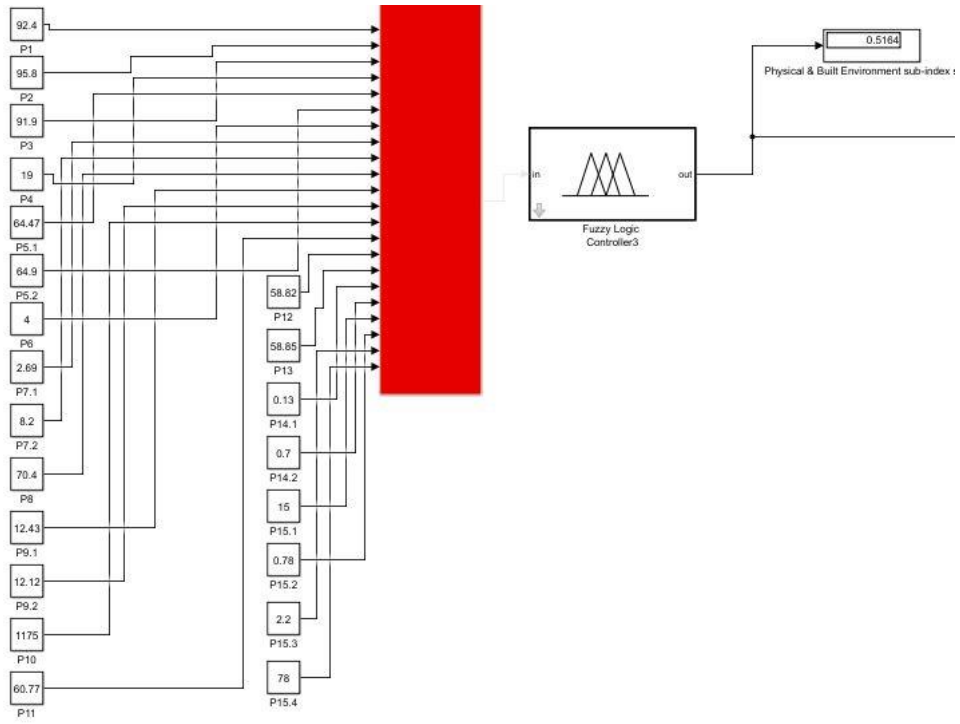 92.4
P1
95.8
P2
91.9
P3
19
P4
64.47
P5.1
64.9
P5.2
4
P6
2.69
P7.1
8.2
P7.2
70.4
P8
12.43
P9.1
12.12
P9.2
1175
P10
60.77
P11
58.82
P12
58.85
P13
0.13
P14.1
0.7
P14.2
15
P15.1
0.78
P15.2
2.2
P15.3
78
P15.4
in
out
Fuzzy Logic
Controller3
0.5164
Physical & Built Environment sub-index s